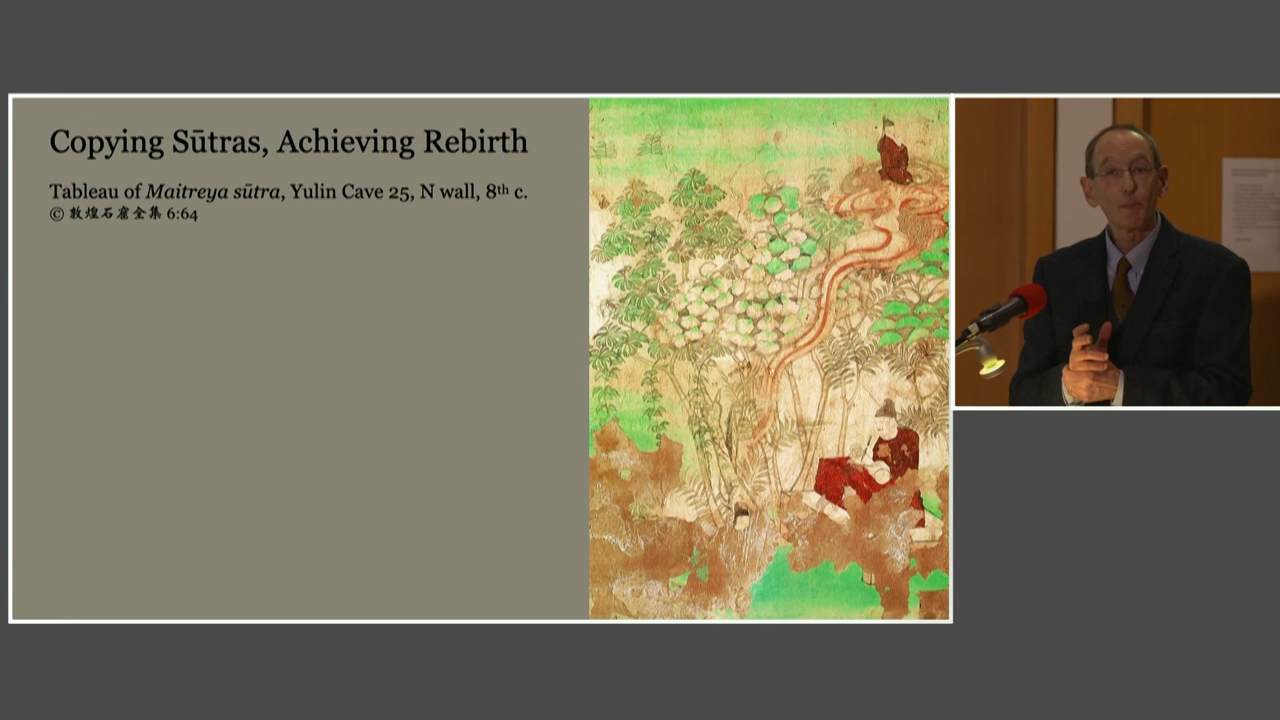 Copying Sūtras, Achieving Rebirth
Tableau of Maitreya sūtra, Yulin Cave 25, N wall, 8th c.
© 敦煌石窟全集 6:64